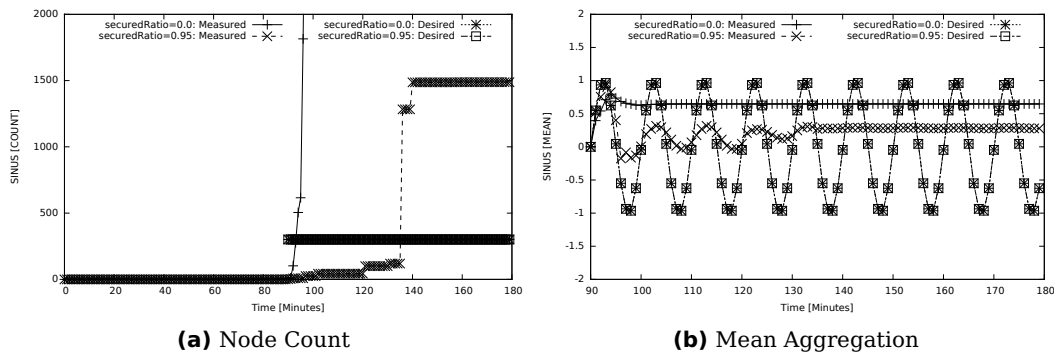 securedRatio=0.0: Measured
securedRatio=0.95: Measured
securedRatio=0.0: Desired
securedRatio=0.95: Desired
2000
1500
1000
500
0
SINUS [COUNT]
0 20 40 60 80 100 120 140 160 180
Time [Minutes]
(a) Node Count
securedRatio=0.0: Measured
securedRatio=0.95: Measured
securedRatio=0.0: Desired
securedRatio=0.95: Desired
2
1.5
1
0.5
0
-0.5
-1
-1.5
-2
SINUS [MEAN]
90 100 110 120 130 140 150 160 170 180
Time [Minutes]
(b) Mean Aggregation